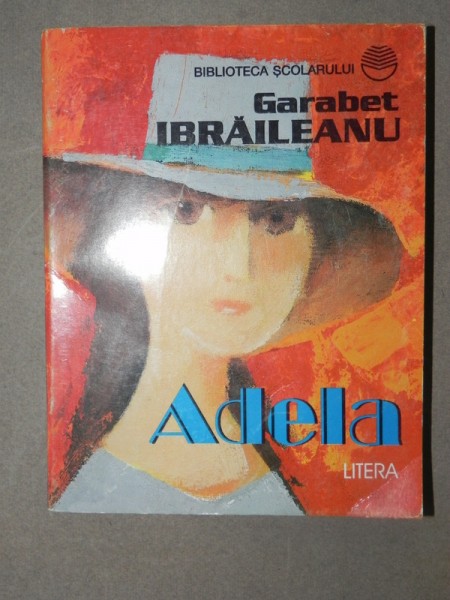 BIBLIOTECA ȘCOLARULUI
Garabet
IBRĂILEANU
Adela
LITERA